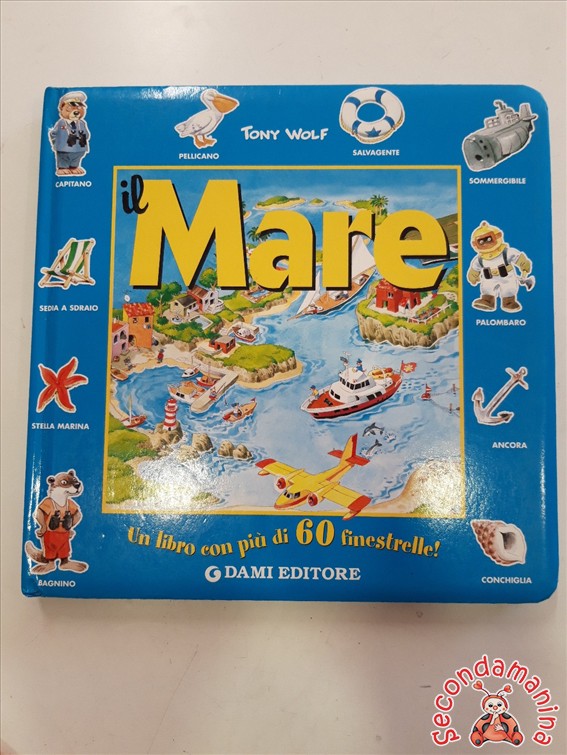 TONY WOLF
il Mare
CAPITANO
PELLICANO
SALVAGENTE
SOMMERGIBILE
SEDIA A SDRAIO
PALOMBARO
STELLA MARINA
ANCORA
BAGNINO
CONCHIGLIA
Un libro con più di 60 finestrelle!
DAMI EDITORE
Secondamanina